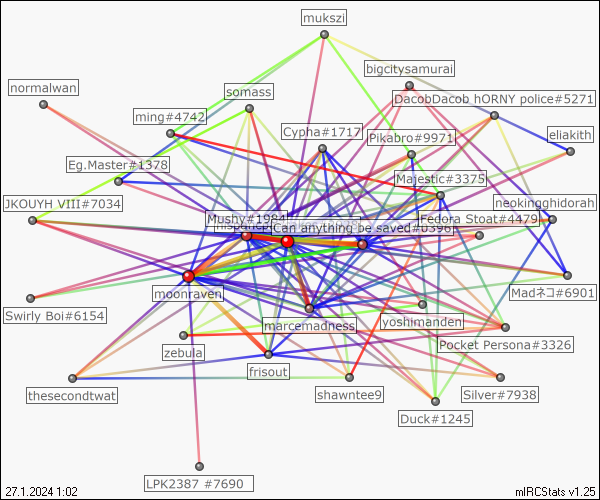 mukszi
bigcitysamurai
normalwan
somass
DacobDacob hORNY police#5271
ming#4742
Cypha#1717
Pikabro#9971
eliakith
Eg.Master#1378
Majestic#3375
JKOUYH VIII#7034
neokingghidorah
Mushy#1984
Fedora Stoat#4479
Can anything be saved#0396
moonraven
Madネコ#6901
Swirly Boi#6154
marcemadness
yoshimanden
zebula
Pocket Persona#3326
frisout
thesecondtwat
shawntee9
Silver#7938
Duck#1245
LPK2387 #7690
27.1.2024 1:02
mIRCStats v1.25